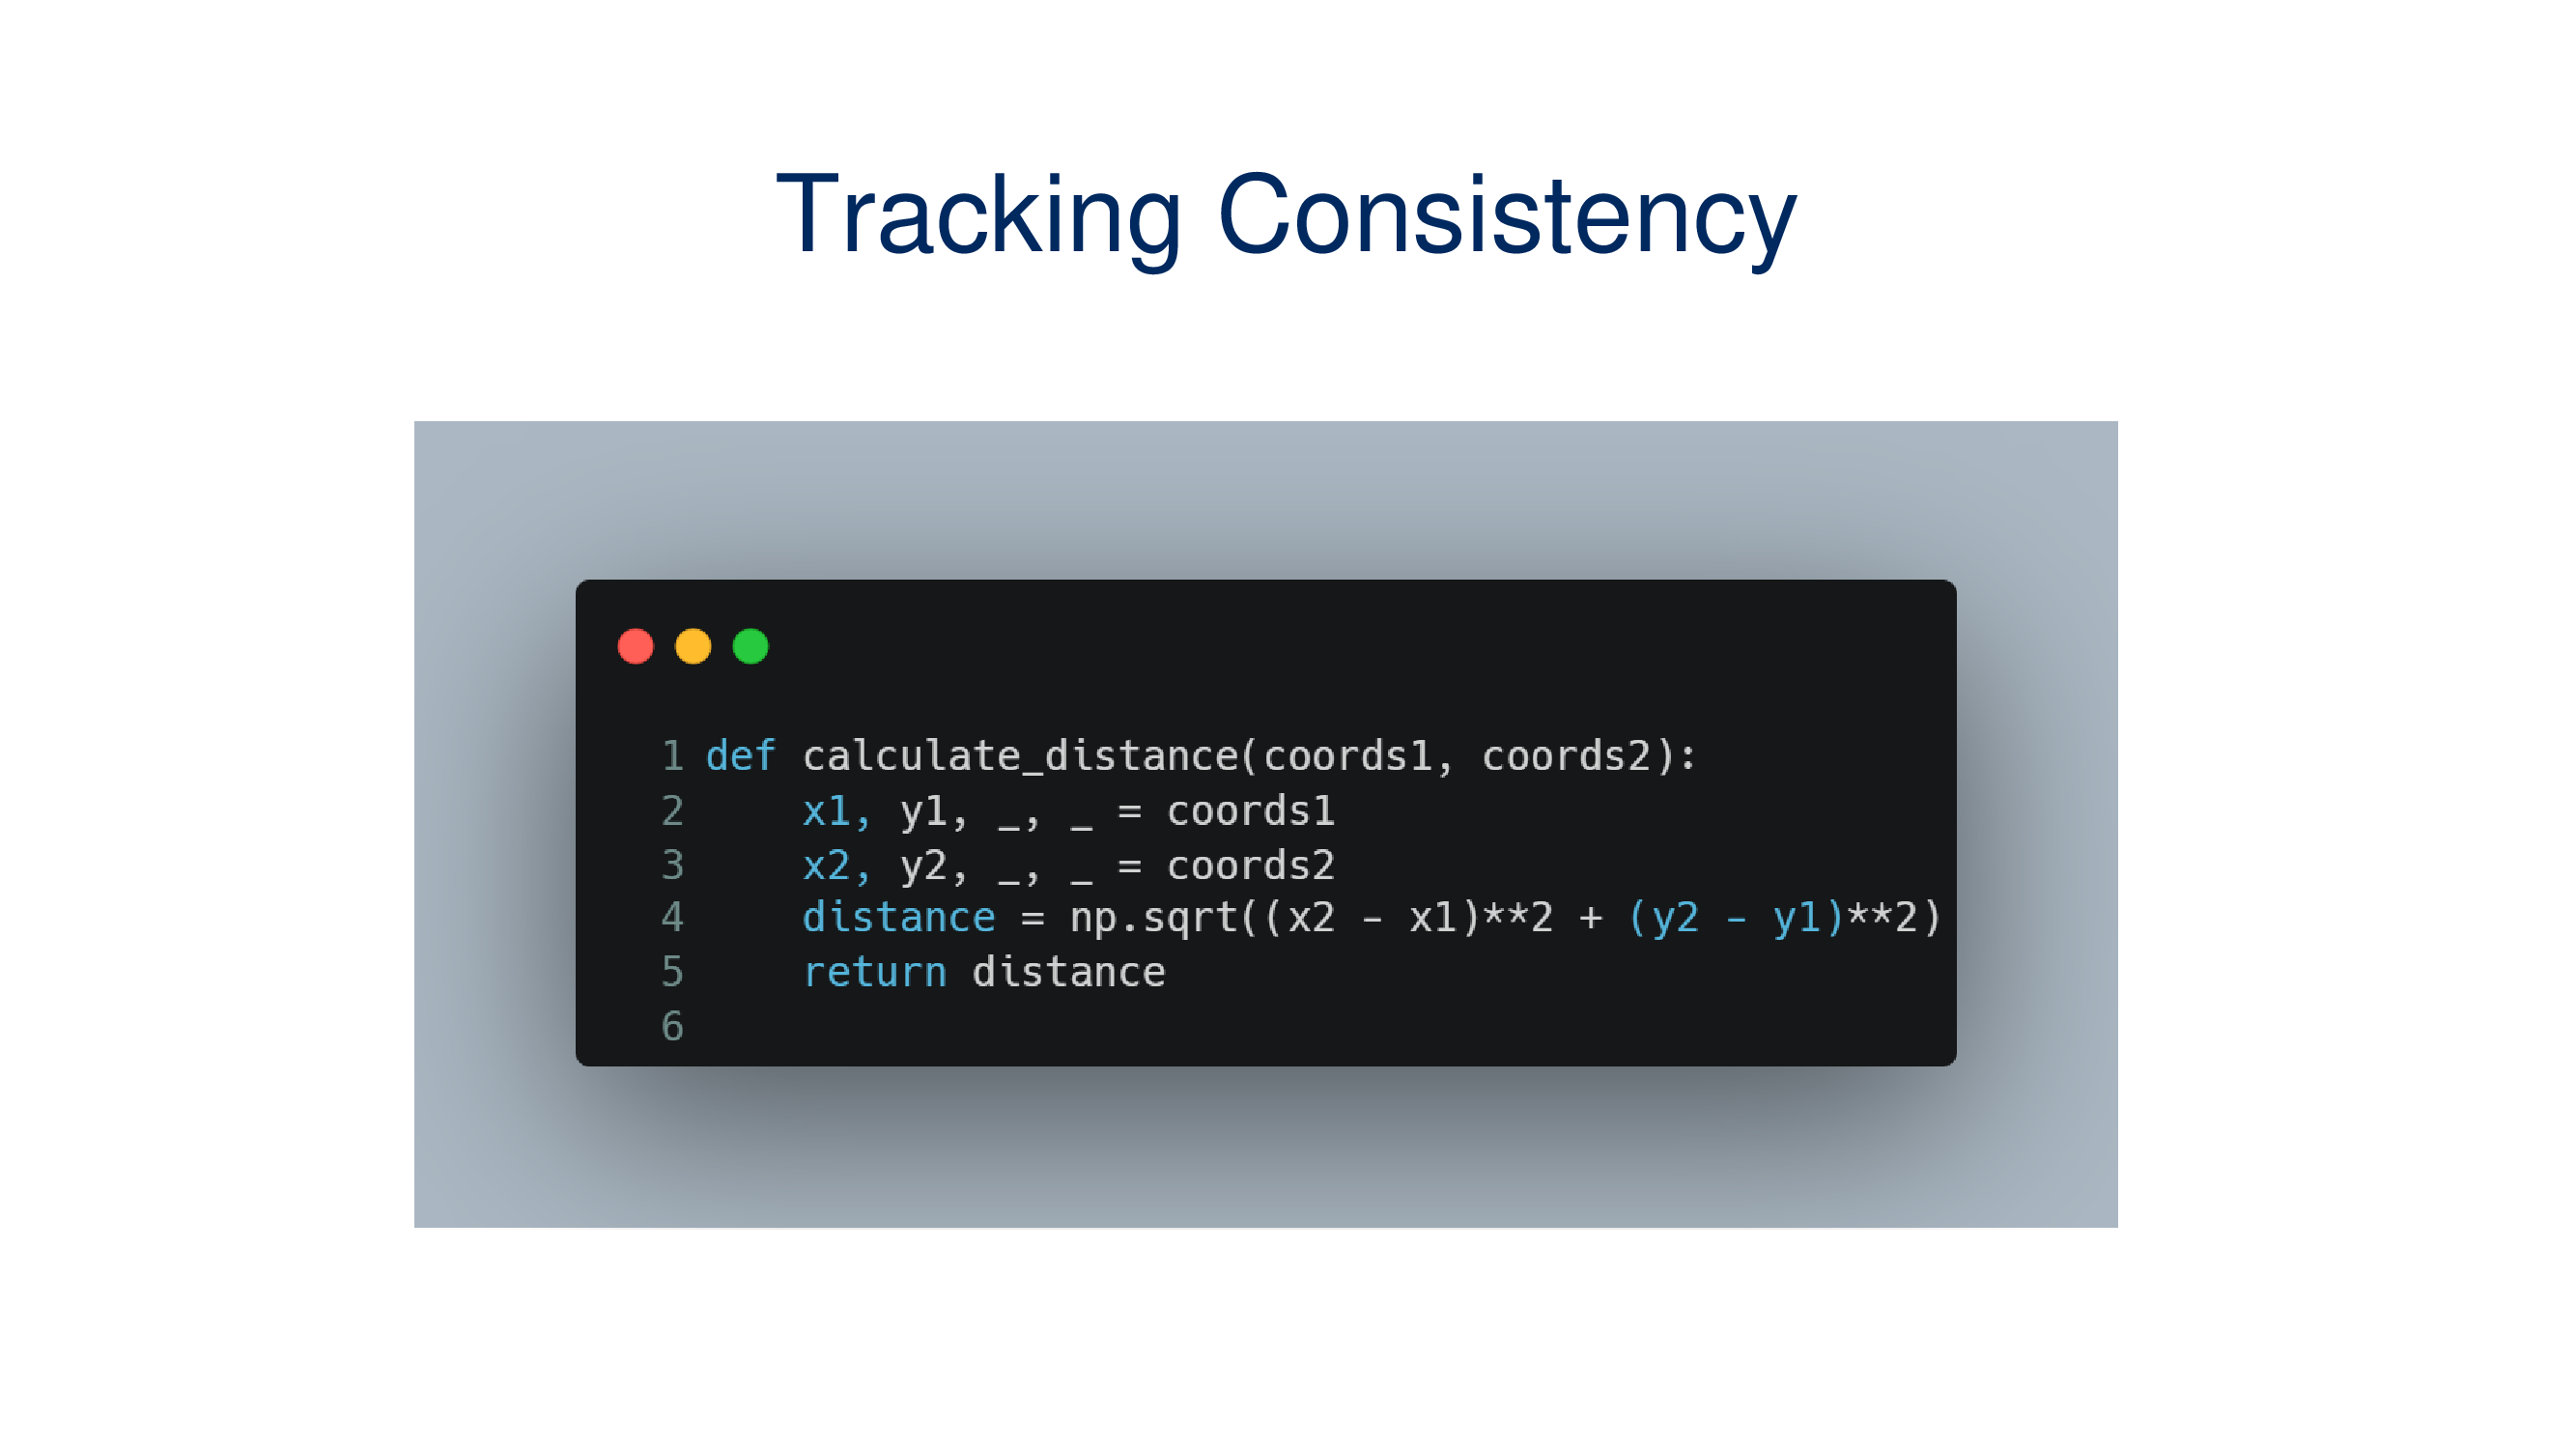 Tracking Consistency
1 def calculate_distance(coords1, coords2):
2     x1, y1, _, _ = coords1
3     x2, y2, _, _ = coords2
4     distance = np.sqrt((x2 - x1)**2 + (y2 - y1)**2)
5     return distance
6